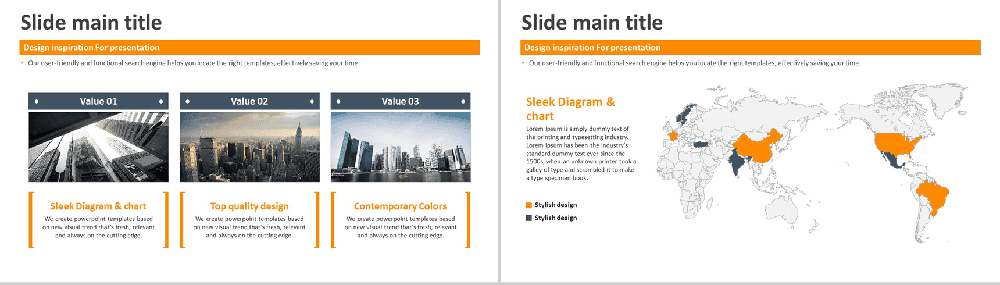 Slide main title
Design inspiration For presentation
Our user-friendly and functional search engine helps you locate the right templates, effectively saving your time.
Value 01
Value 02
Value 03
Sleek Diagram & chart
We create powerpoint templates based
on new visual trend that's fresh, relevant
and always on the cutting edge.
Top quality design
We create powerpoint templates based
on new visual trend that's fresh, relevant
and always on the cutting edge.
Contemporary Colors
We create powerpoint templates based
on new visual trend that's fresh, relevant
and always on the cutting edge.
Slide main title
Design inspiration For presentation
Our user-friendly and functional search engine helps you locate the right templates, effectively saving your time.
Sleek Diagram &
chart
Lorem Ipsum is simply dummy text of
the printing and typesetting industry.
Lorem Ipsum has been the industry's
standard dummy text ever since the
1500s, when an unknown printer took a
galley of type and scrambled it to make
a type specimen book.
Stylish design
Stylish design